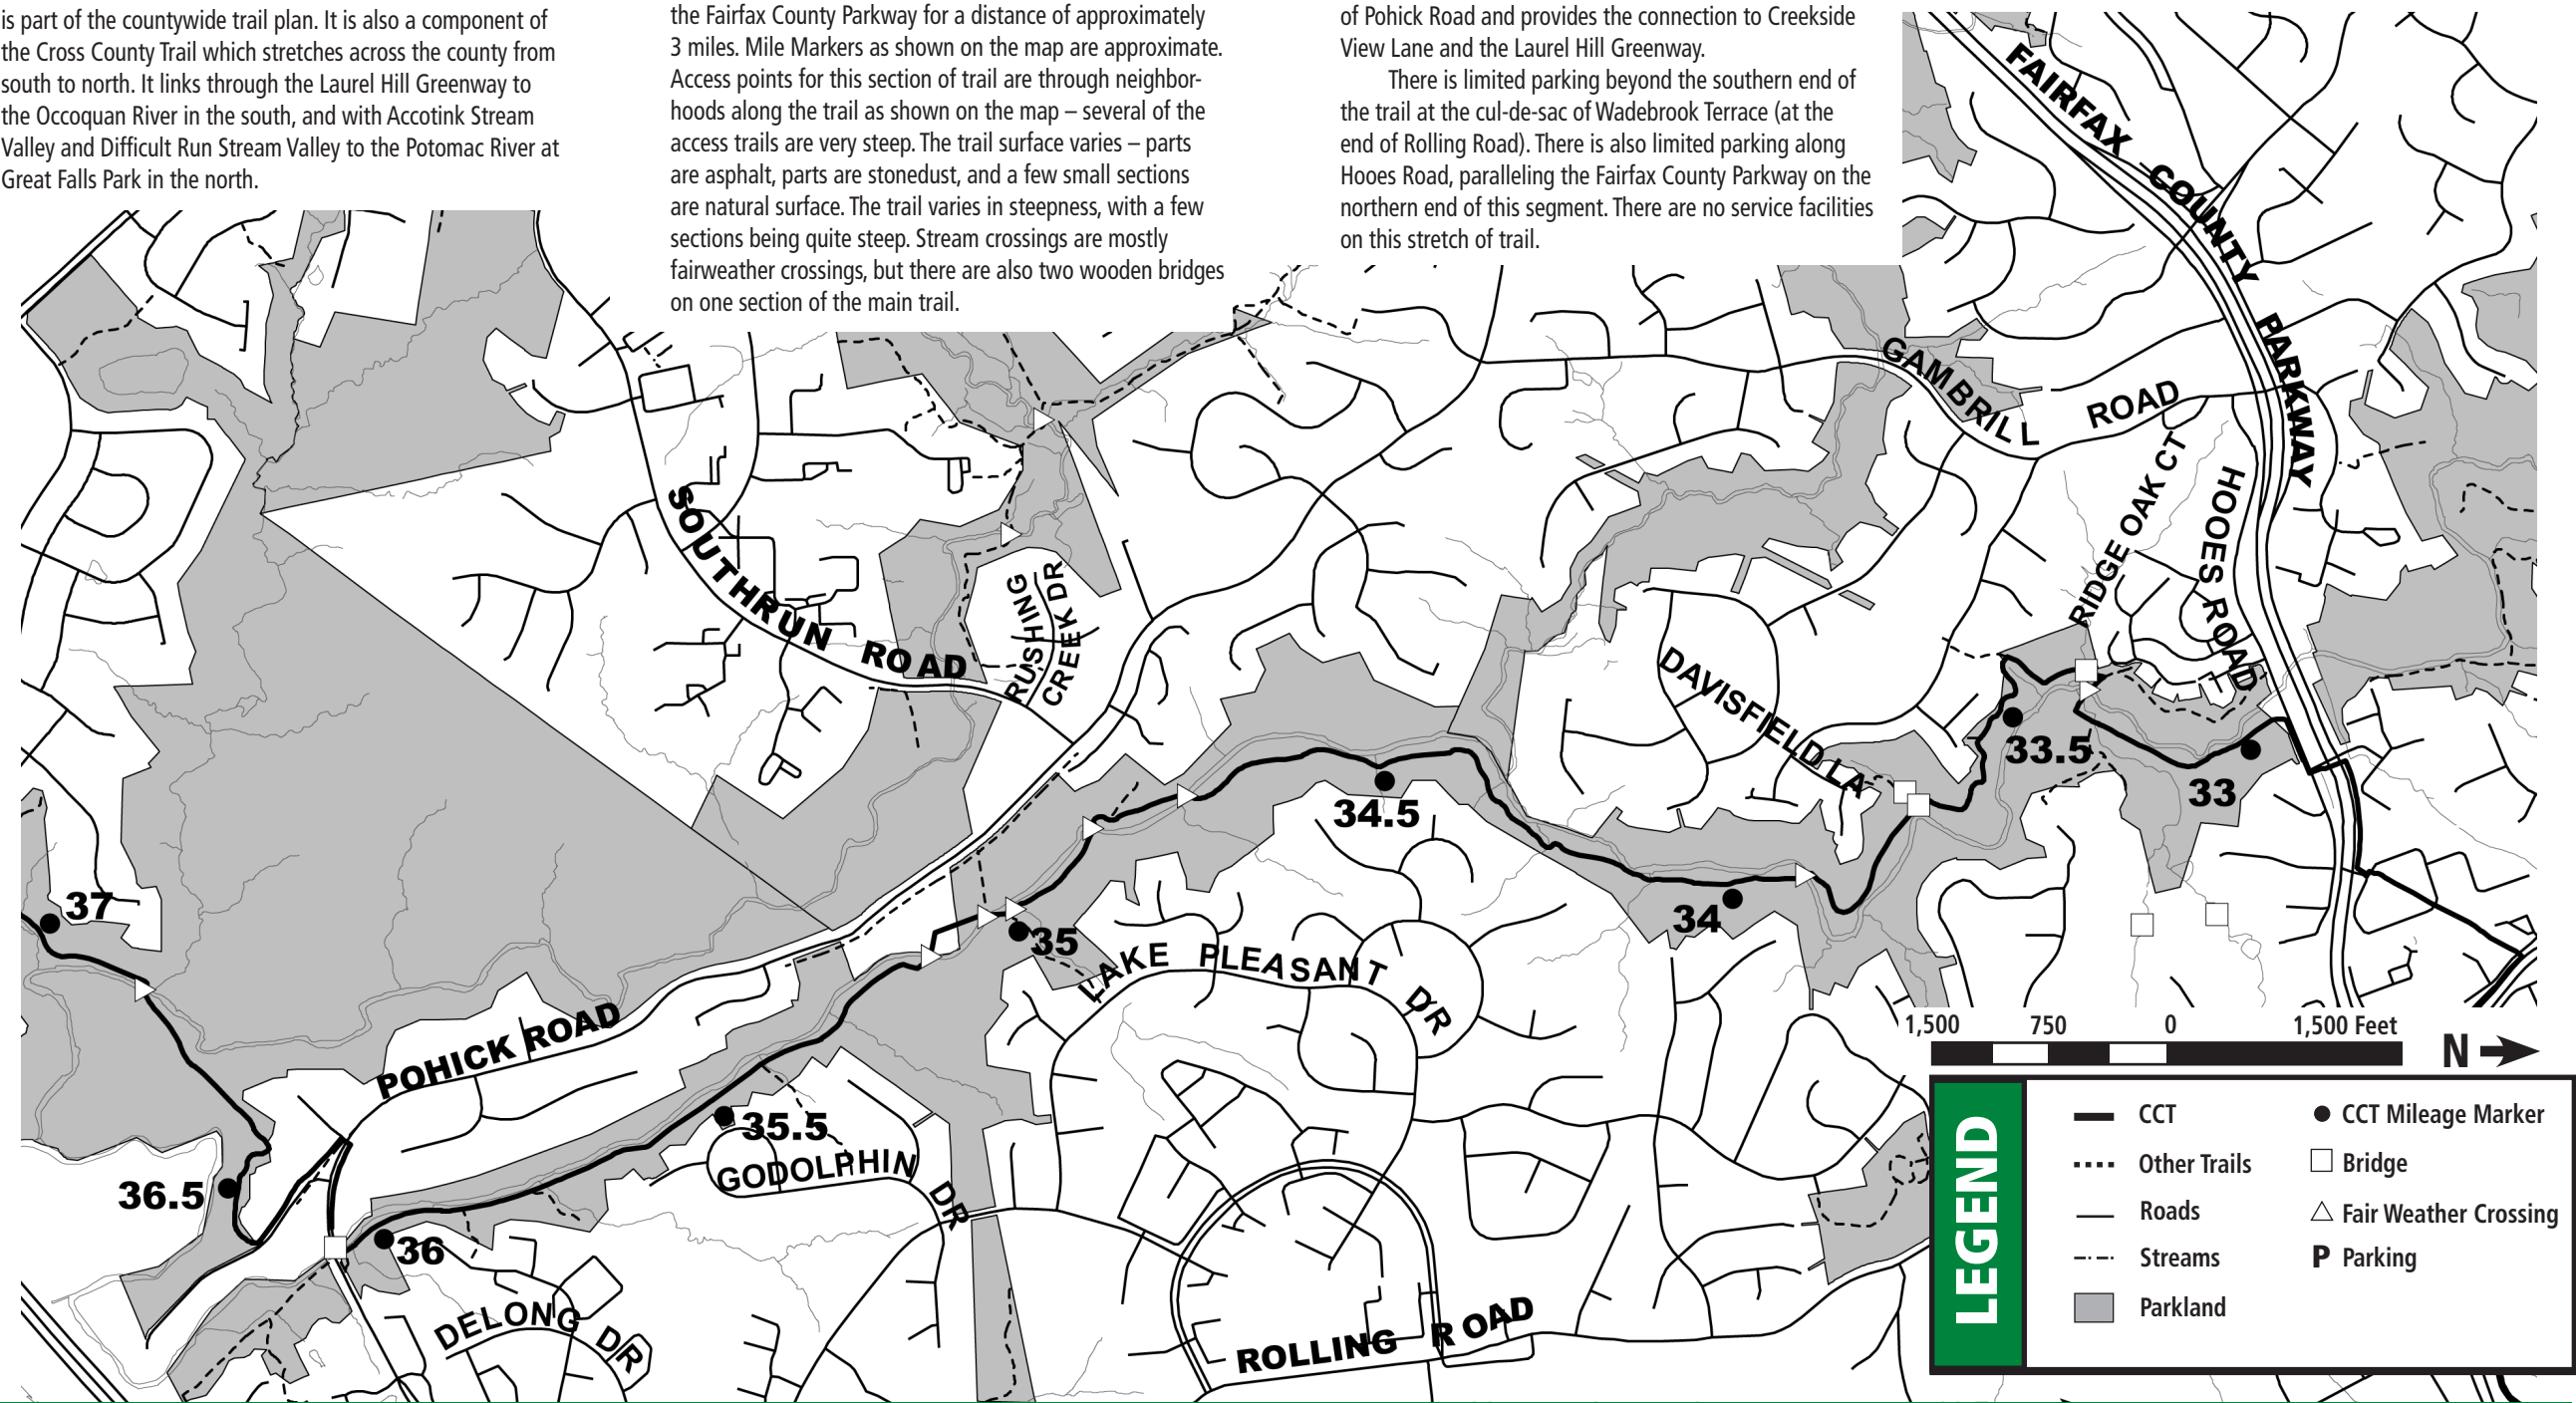 is part of the countywide trail plan. It is also a component of
the Cross County Trail which stretches across the county from
south to north. It links through the Laurel Hill Greenway to
the Occoquan River in the south, and with Accotink Stream
Valley and Difficult Run Stream Valley to the Potomac River at
Great Falls Park in the north.
the Fairfax County Parkway for a distance of approximately
3 miles. Mile Markers as shown on the map are approximate.
Access points for this section of trail are through neighbor-
hoods along the trail as shown on the map – several of the
access trails are very steep. The trail surface varies – parts
are asphalt, parts are stonedust, and a few small sections
are natural surface. The trail varies in steepness, with a few
sections being quite steep. Stream crossings are mostly
fairweather crossings, but there are also two wooden bridges
on one section of the main trail.
of Pohick Road and provides the connection to Creekside
View Lane and the Laurel Hill Greenway.
There is limited parking beyond the southern end of
the trail at the cul-de-sac of Wadebrook Terrace (at the
end of Rolling Road). There is also limited parking along
Hooes Road, paralleling the Fairfax County Parkway on the
northern end of this segment. There are no service facilities
on this stretch of trail.
FAIRFAX COUNTY PARKWAY
GAMBRILL ROAD
RIDGE OAK CT
HOOES ROAD
SOUTHRUN ROAD
RUSHING
CREEK DR
DAVISFIELD LA
33.5
33
34.5
34
37
35
LAKE PLEASANT DR
POHICK ROAD
35.5
GODOLPHIN DR
36.5
36
DELONG DR
ROLLING ROAD
1,500 750 0 1,500 Feet
N
LEGEND
CCT
Other Trails
Roads
Streams
Parkland
CCT Mileage Marker
Bridge
Fair Weather Crossing
P Parking